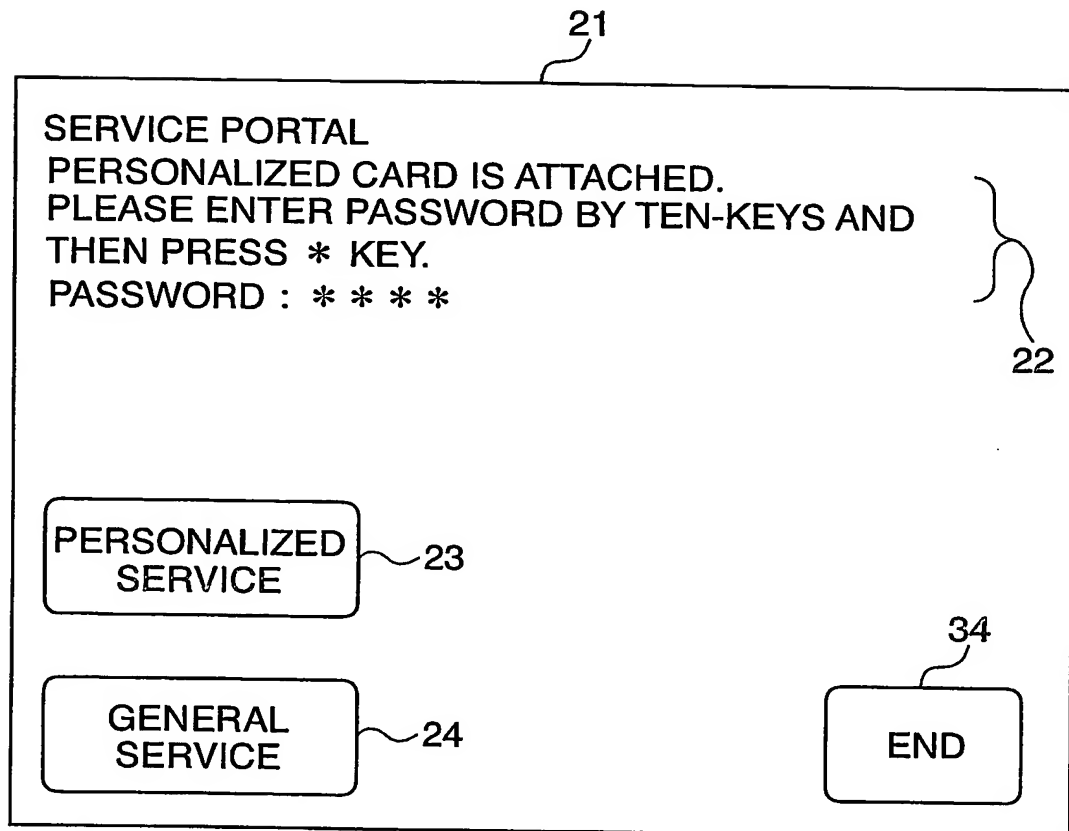 21
SERVICE PORTAL
PERSONALIZED CARD IS ATTACHED.
PLEASE ENTER PASSWORD BY TEN-KEYS AND
THEN PRESS * KEY.
PASSWORD : * * * *
22
PERSONALIZED
SERVICE
23
34
GENERAL
SERVICE
24
END